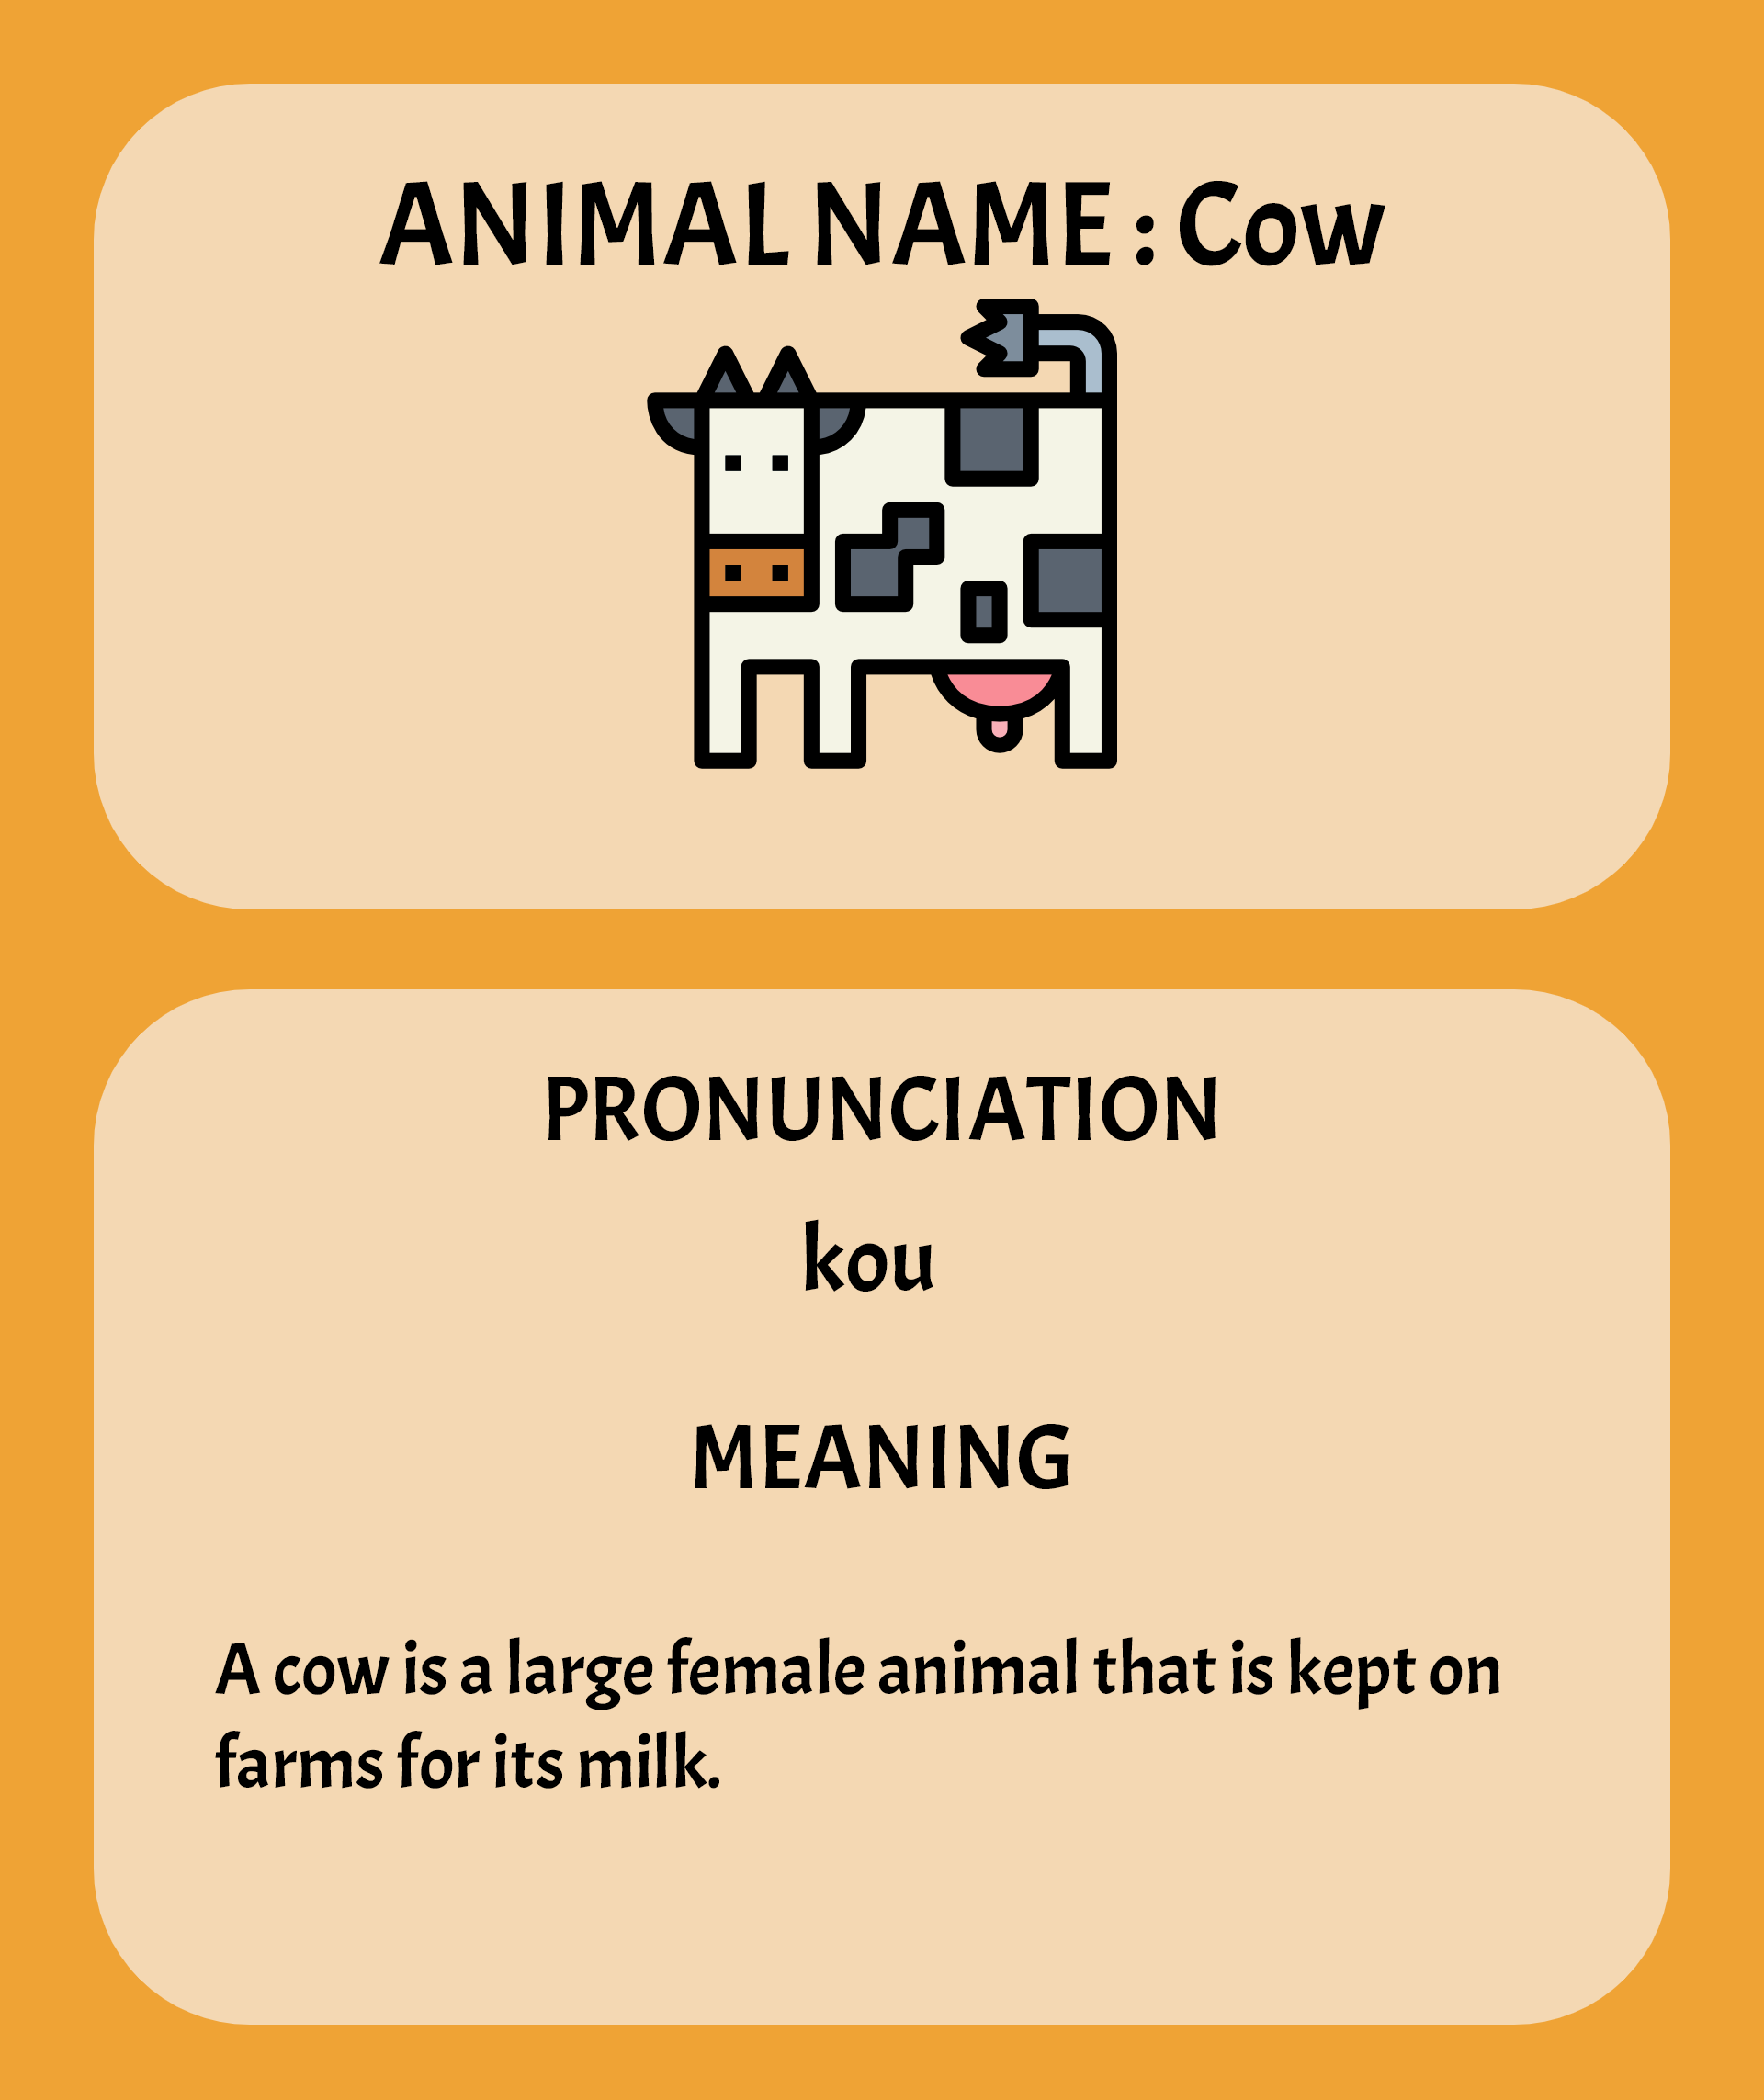 ANIMAL NAME : Cow
PRONUNCIATION
kou
MEANING
A cow is a large female animal that is kept on
farms for its milk.